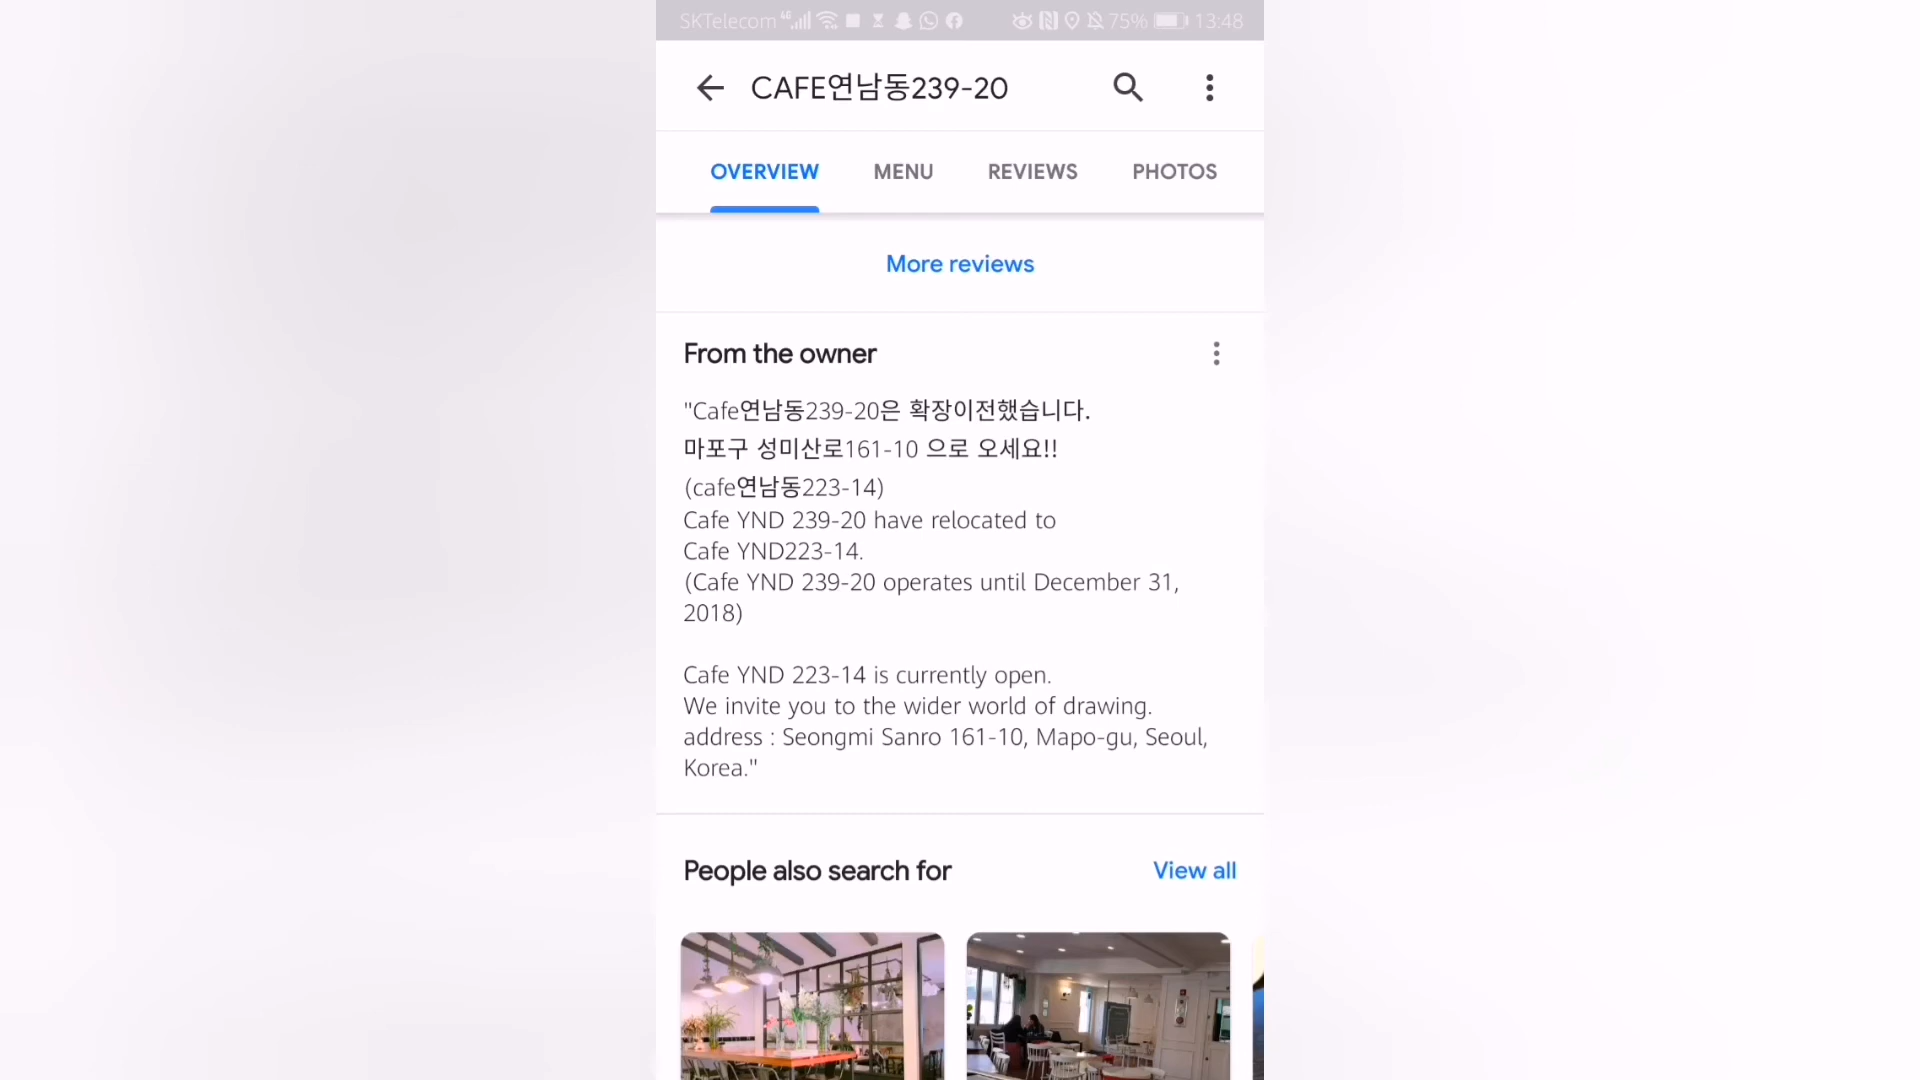 SKTelecom 75% 13:48
CAFE연남동239-20
OVERVIEW MENU REVIEWS PHOTOS
More reviews
From the owner
"Cafe연남동239-20은 확장이전했습니다.
마포구 성미산로161-10 으로 오세요!!
(cafe연남동223-14)
Cafe YND 239-20 have relocated to
Cafe YND223-14.
(Cafe YND 239-20 operates until December 31,
2018)
Cafe YND 223-14 is currently open.
We invite you to the wider world of drawing.
address : Seongmi Sanro 161-10, Mapo-gu, Seoul,
Korea."
People also search for View all